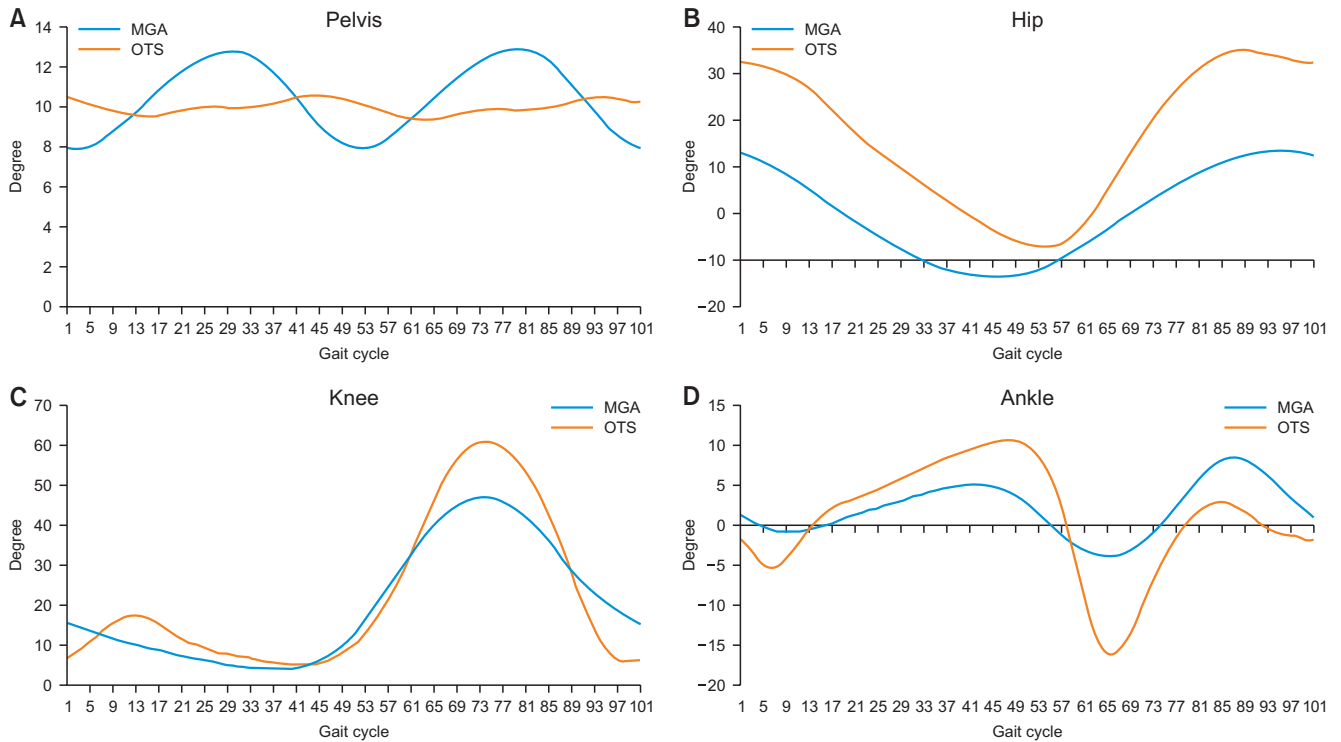 A
Pelvis
MGA
OTS
14
12
10
8
6
4
2
0
Degree
1 5 9 13 17 21 25 29 33 37 41 45 49 53 57 61 65 69 73 77 81 85 89 93 97 101
Gait cycle
B
Hip
MGA
OTS
40
30
20
10
0
−10
−20
Degree
1 5 9 13 17 21 25 29 33 37 41 45 49 53 57 61 65 69 73 77 81 85 89 93 97 101
Gait cycle
C
Knee
MGA
OTS
70
60
50
40
30
20
10
0
Degree
1 5 9 13 17 21 25 29 33 37 41 45 49 53 57 61 65 69 73 77 81 85 89 93 97 101
Gait cycle
D
Ankle
MGA
OTS
15
10
5
0
−5
−10
−15
−20
Degree
1 5 9 13 17 21 25 29 33 37 41 45 49 53 57 61 65 69 73 77 81 85 89 93 97 101
Gait cycle